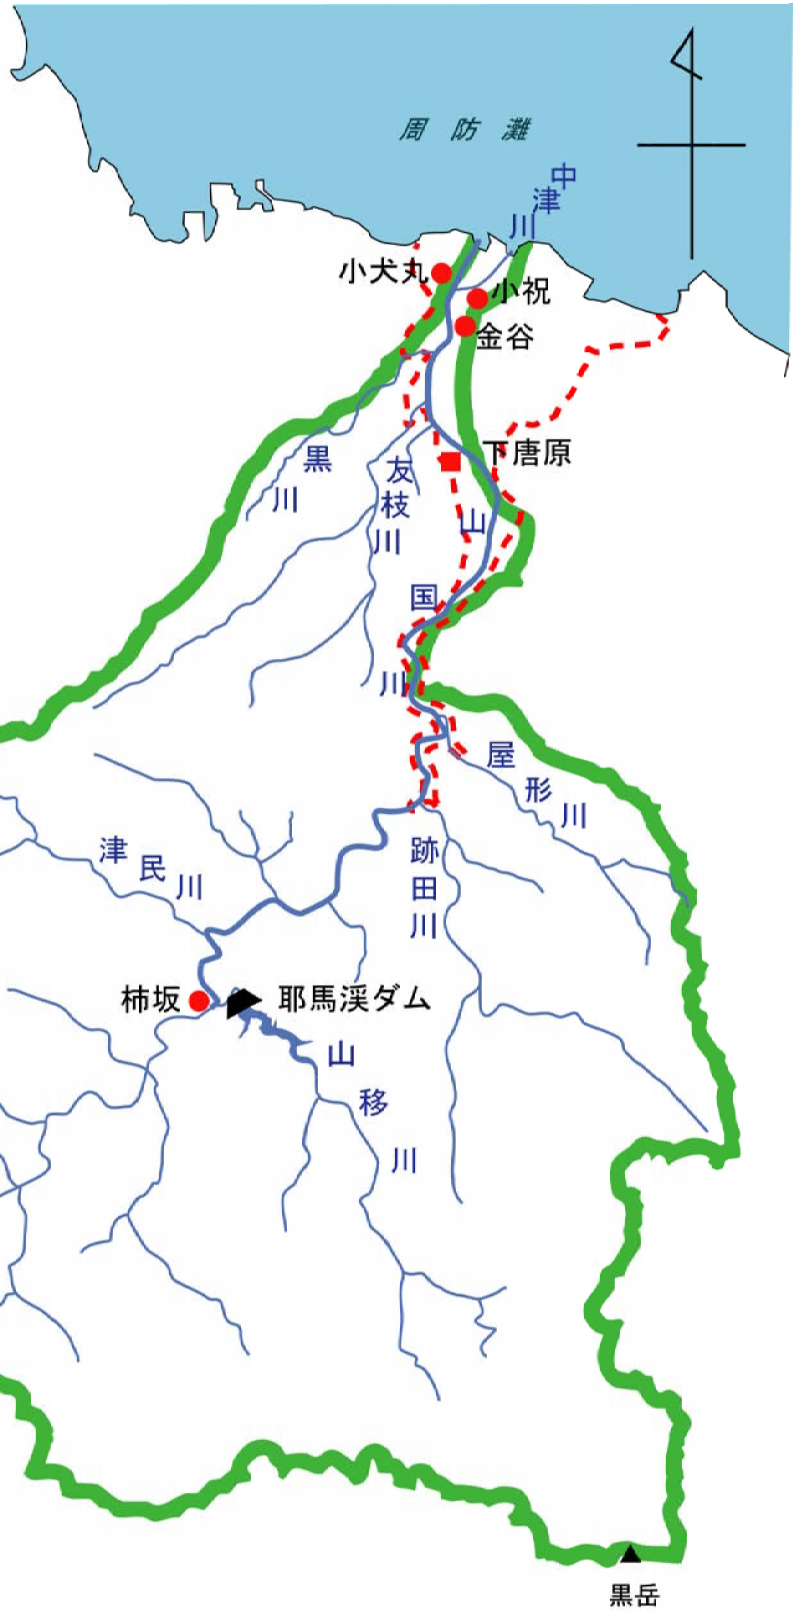 周防灘
中津川
小犬丸
小祝
金谷
下唐原
黒川
友枝川
山国川
屋形川
跡田川
津民川
柿坂
耶馬渓ダム
山移川
黒岳